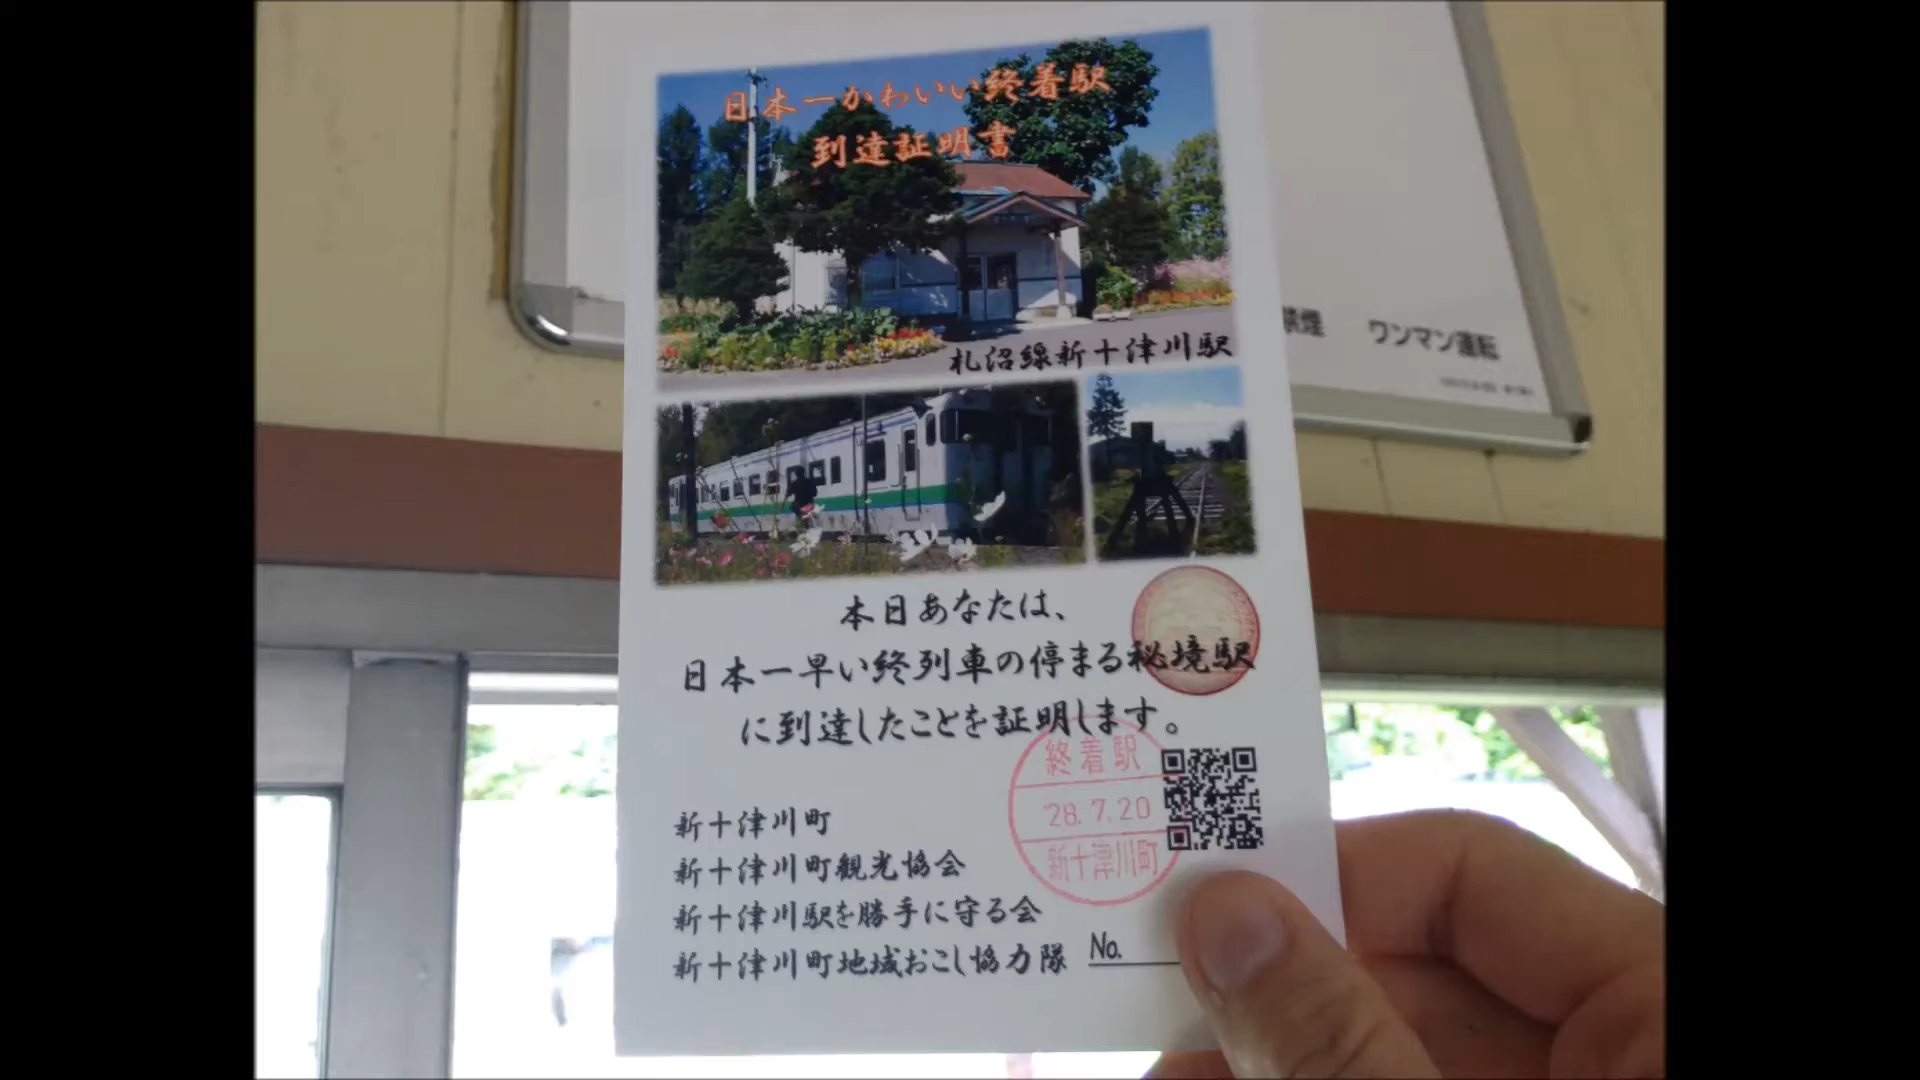 日本一かわいい終着駅
到達証明書
札沼線新十津川駅
本日あなたは、
日本一早い終列車の停まる秘境駅
に到達したことを証明します。
終着駅
28.7.20
新十津川町
新十津川町
新十津川町観光協会
新十津川駅を勝手に守る会
新十津川町地域おこし協力隊
No.
禁煙 ワンマン運転